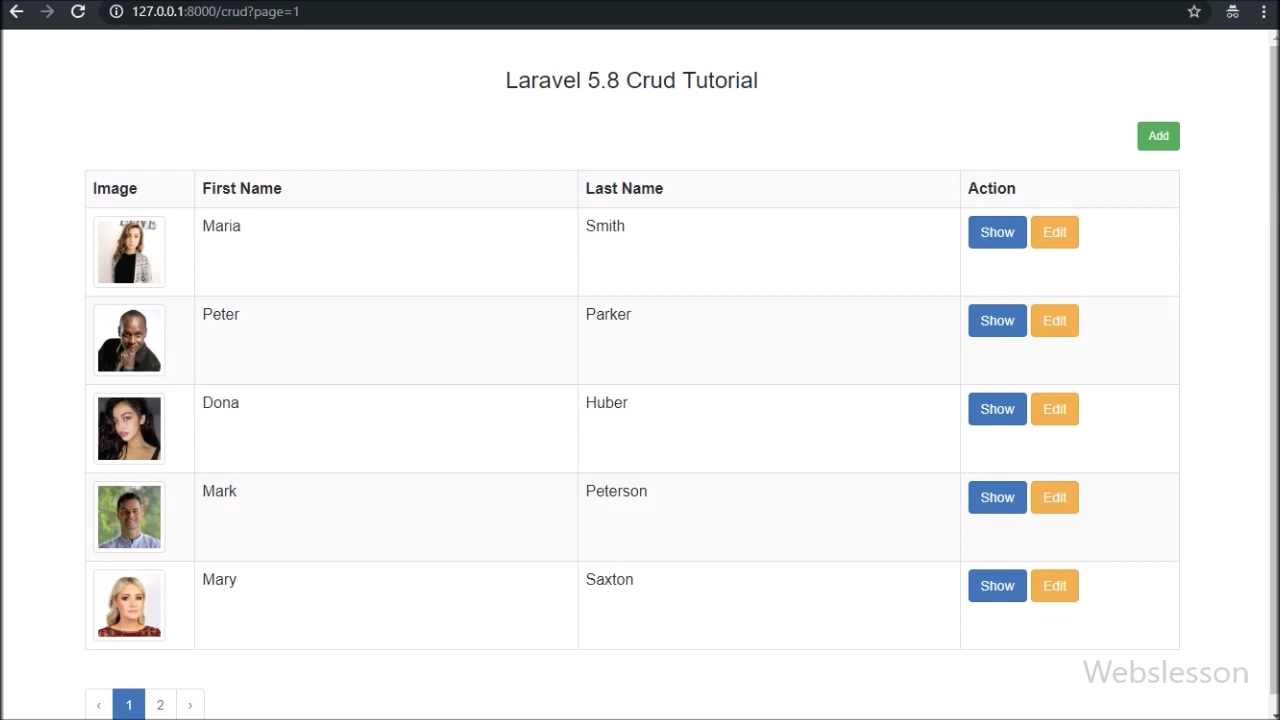 127.0.0.1:8000/crud?page=1
Laravel 5.8 Crud Tutorial
Add
Image First Name Last Name Action
Maria Smith Show Edit
Peter Parker Show Edit
Dona Huber Show Edit
Mark Peterson Show Edit
Mary Saxton Show Edit
Webslesson
‹ 1 2 ›